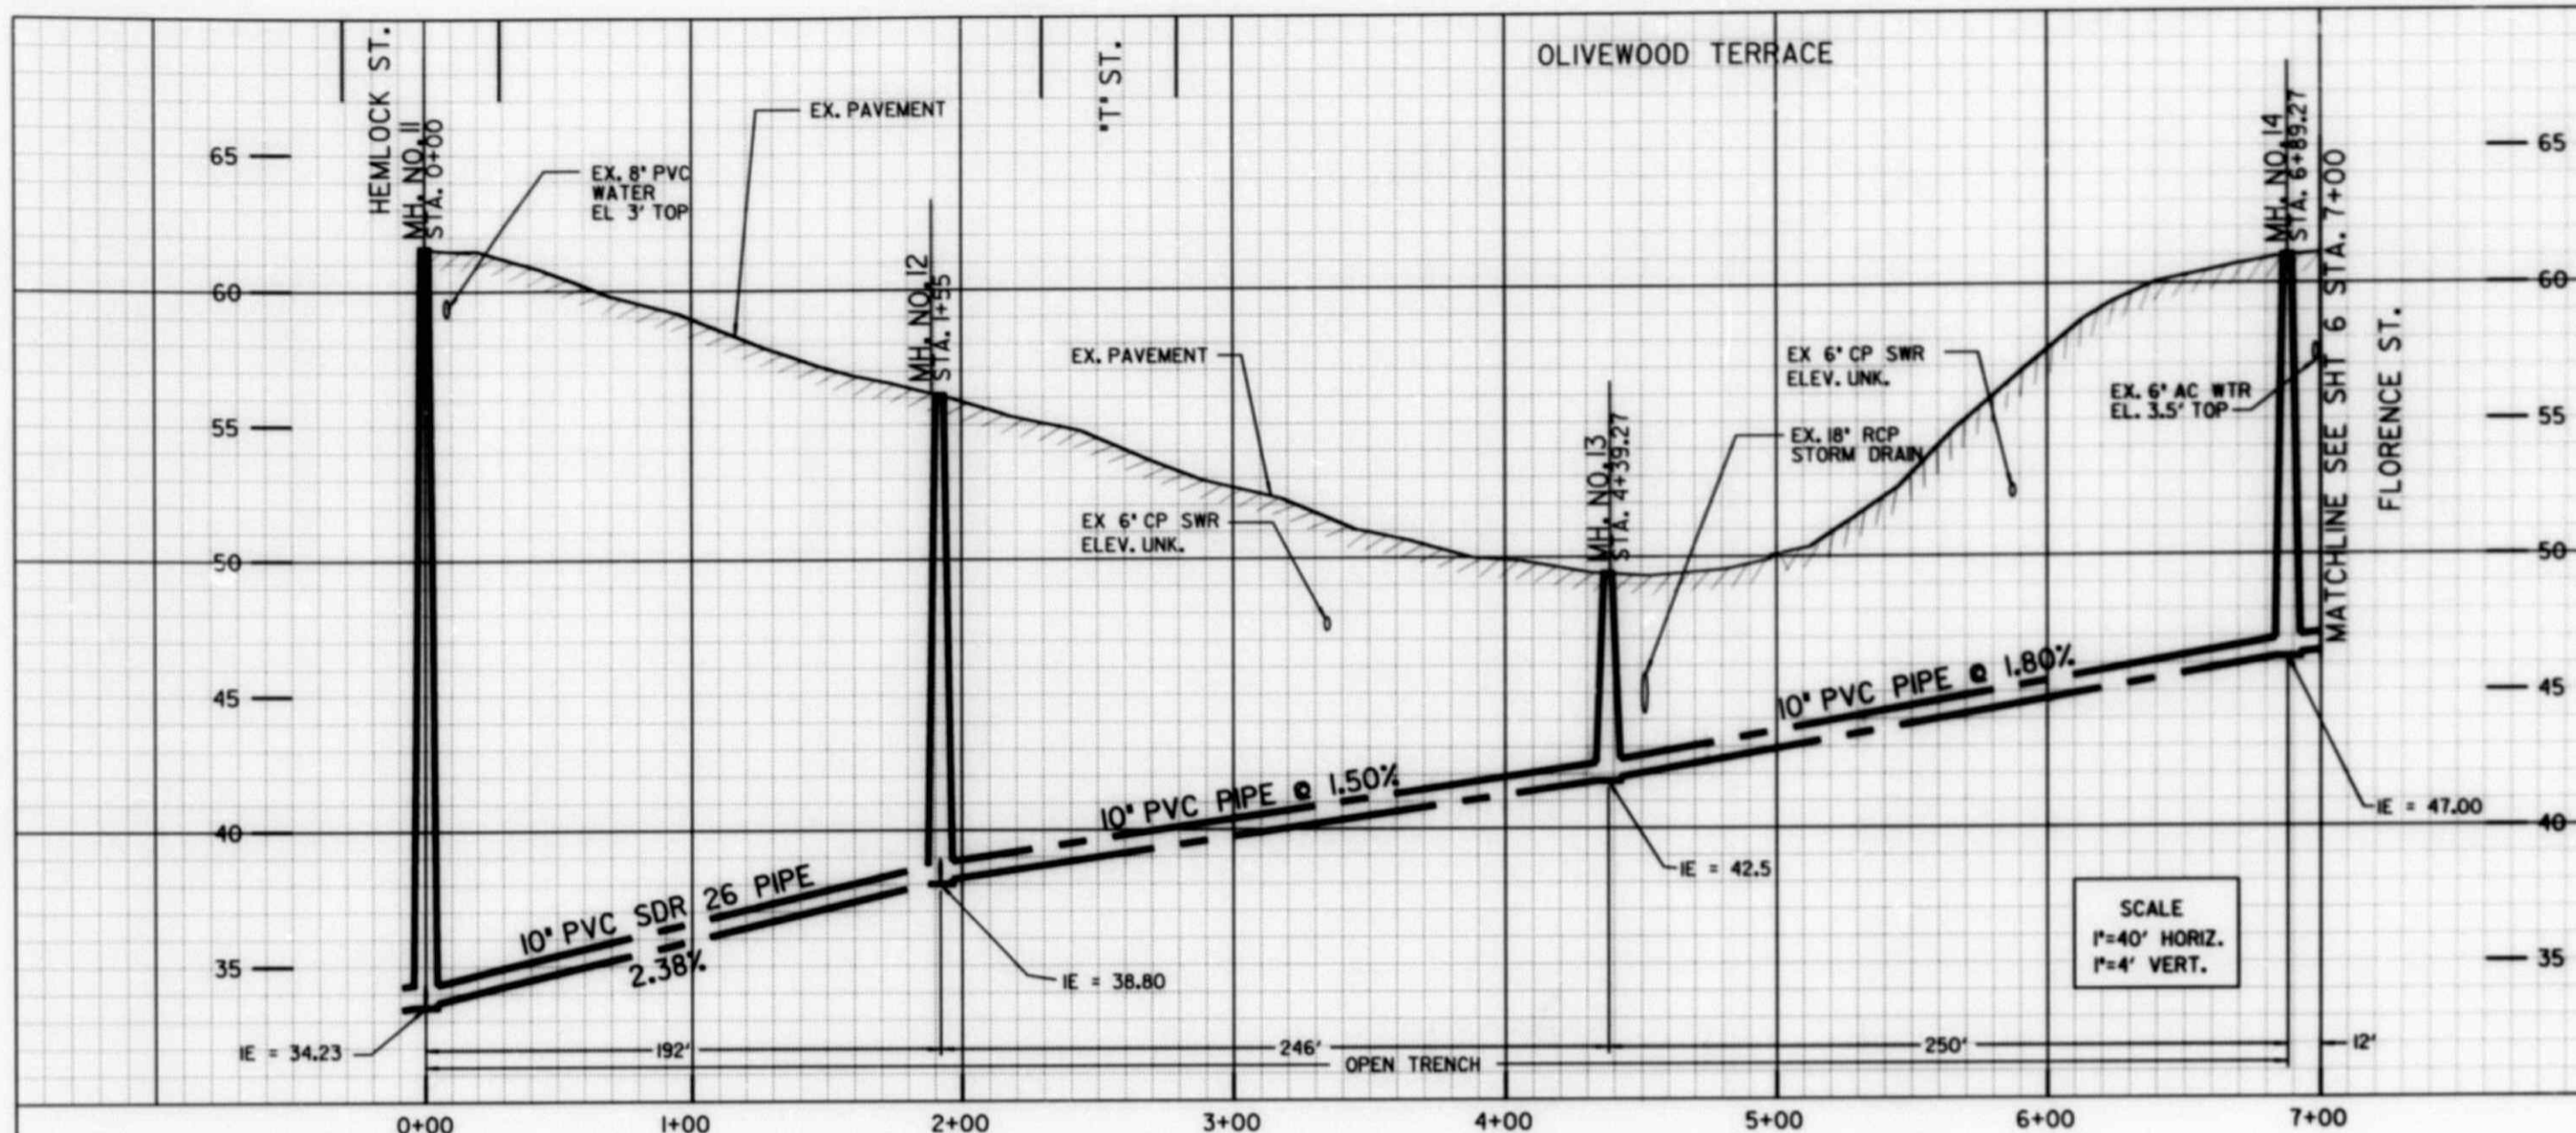 HEMLOCK ST.
MH. NO. 11
STA. 0+00
EX. PAVEMENT
"T" ST.
OLIVEWOOD TERRACE
EX. 8" PVC
WATER
EL 3' TOP
MH. NO. 12
STA. 1+55
EX. PAVEMENT
EX 6" CP SWR
ELEV. UNK.
MH. NO. 13
STA. 4+39.27
EX 6" CP SWR
ELEV. UNK.
EX. 18" RCP
STORM DRAIN
MH. NO. 14
STA. 6+89.27
EX. 6" AC WTR
EL. 3.5' TOP
MATCHLINE SEE SHT 6 STA. 7+00
FLORENCE ST.
65
60
55
50
45
40
35
65
60
55
50
45
40
35
10" PVC SDR 26 PIPE
2.38%
10" PVC PIPE @ 1.50%
10" PVC PIPE @ 1.80%
IE = 34.23
IE = 38.80
IE = 42.5
IE = 47.00
SCALE
1"=40' HORIZ.
1"=4' VERT.
192'
246'
250'
12'
OPEN TRENCH
0+00
1+00
2+00
3+00
4+00
5+00
6+00
7+00